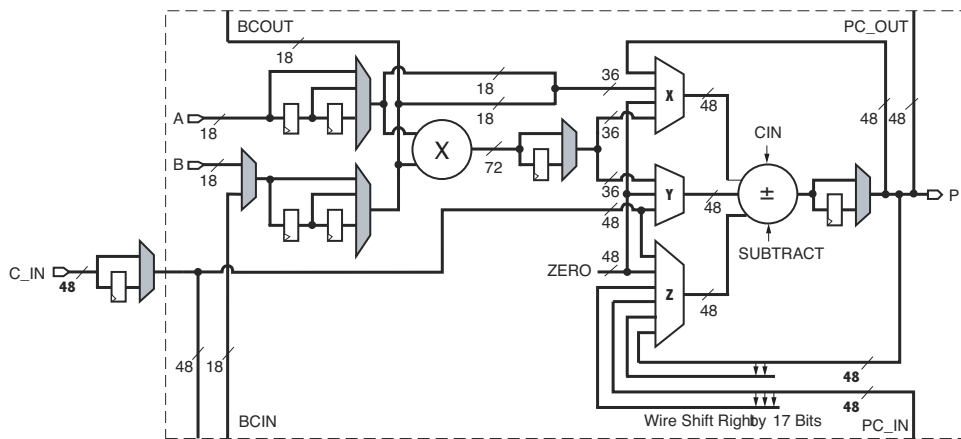 BCOUT
PC_OUT
18
18
36
18
X
48
48 48
A
18
18
36
CIN
X
72
B
18
36
Y
48
±
P
48
SUBTRACT
C_IN
48
ZERO
48
Z
48
48
18
48
BCIN
Wire Shift Right by 17 Bits
48
PC_IN